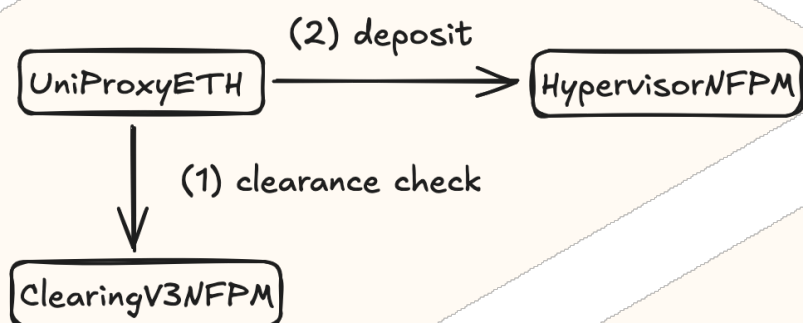 (2) deposit
UniProxyETH
HypervisorNFPM
(1) clearance check
ClearingV3NFPM